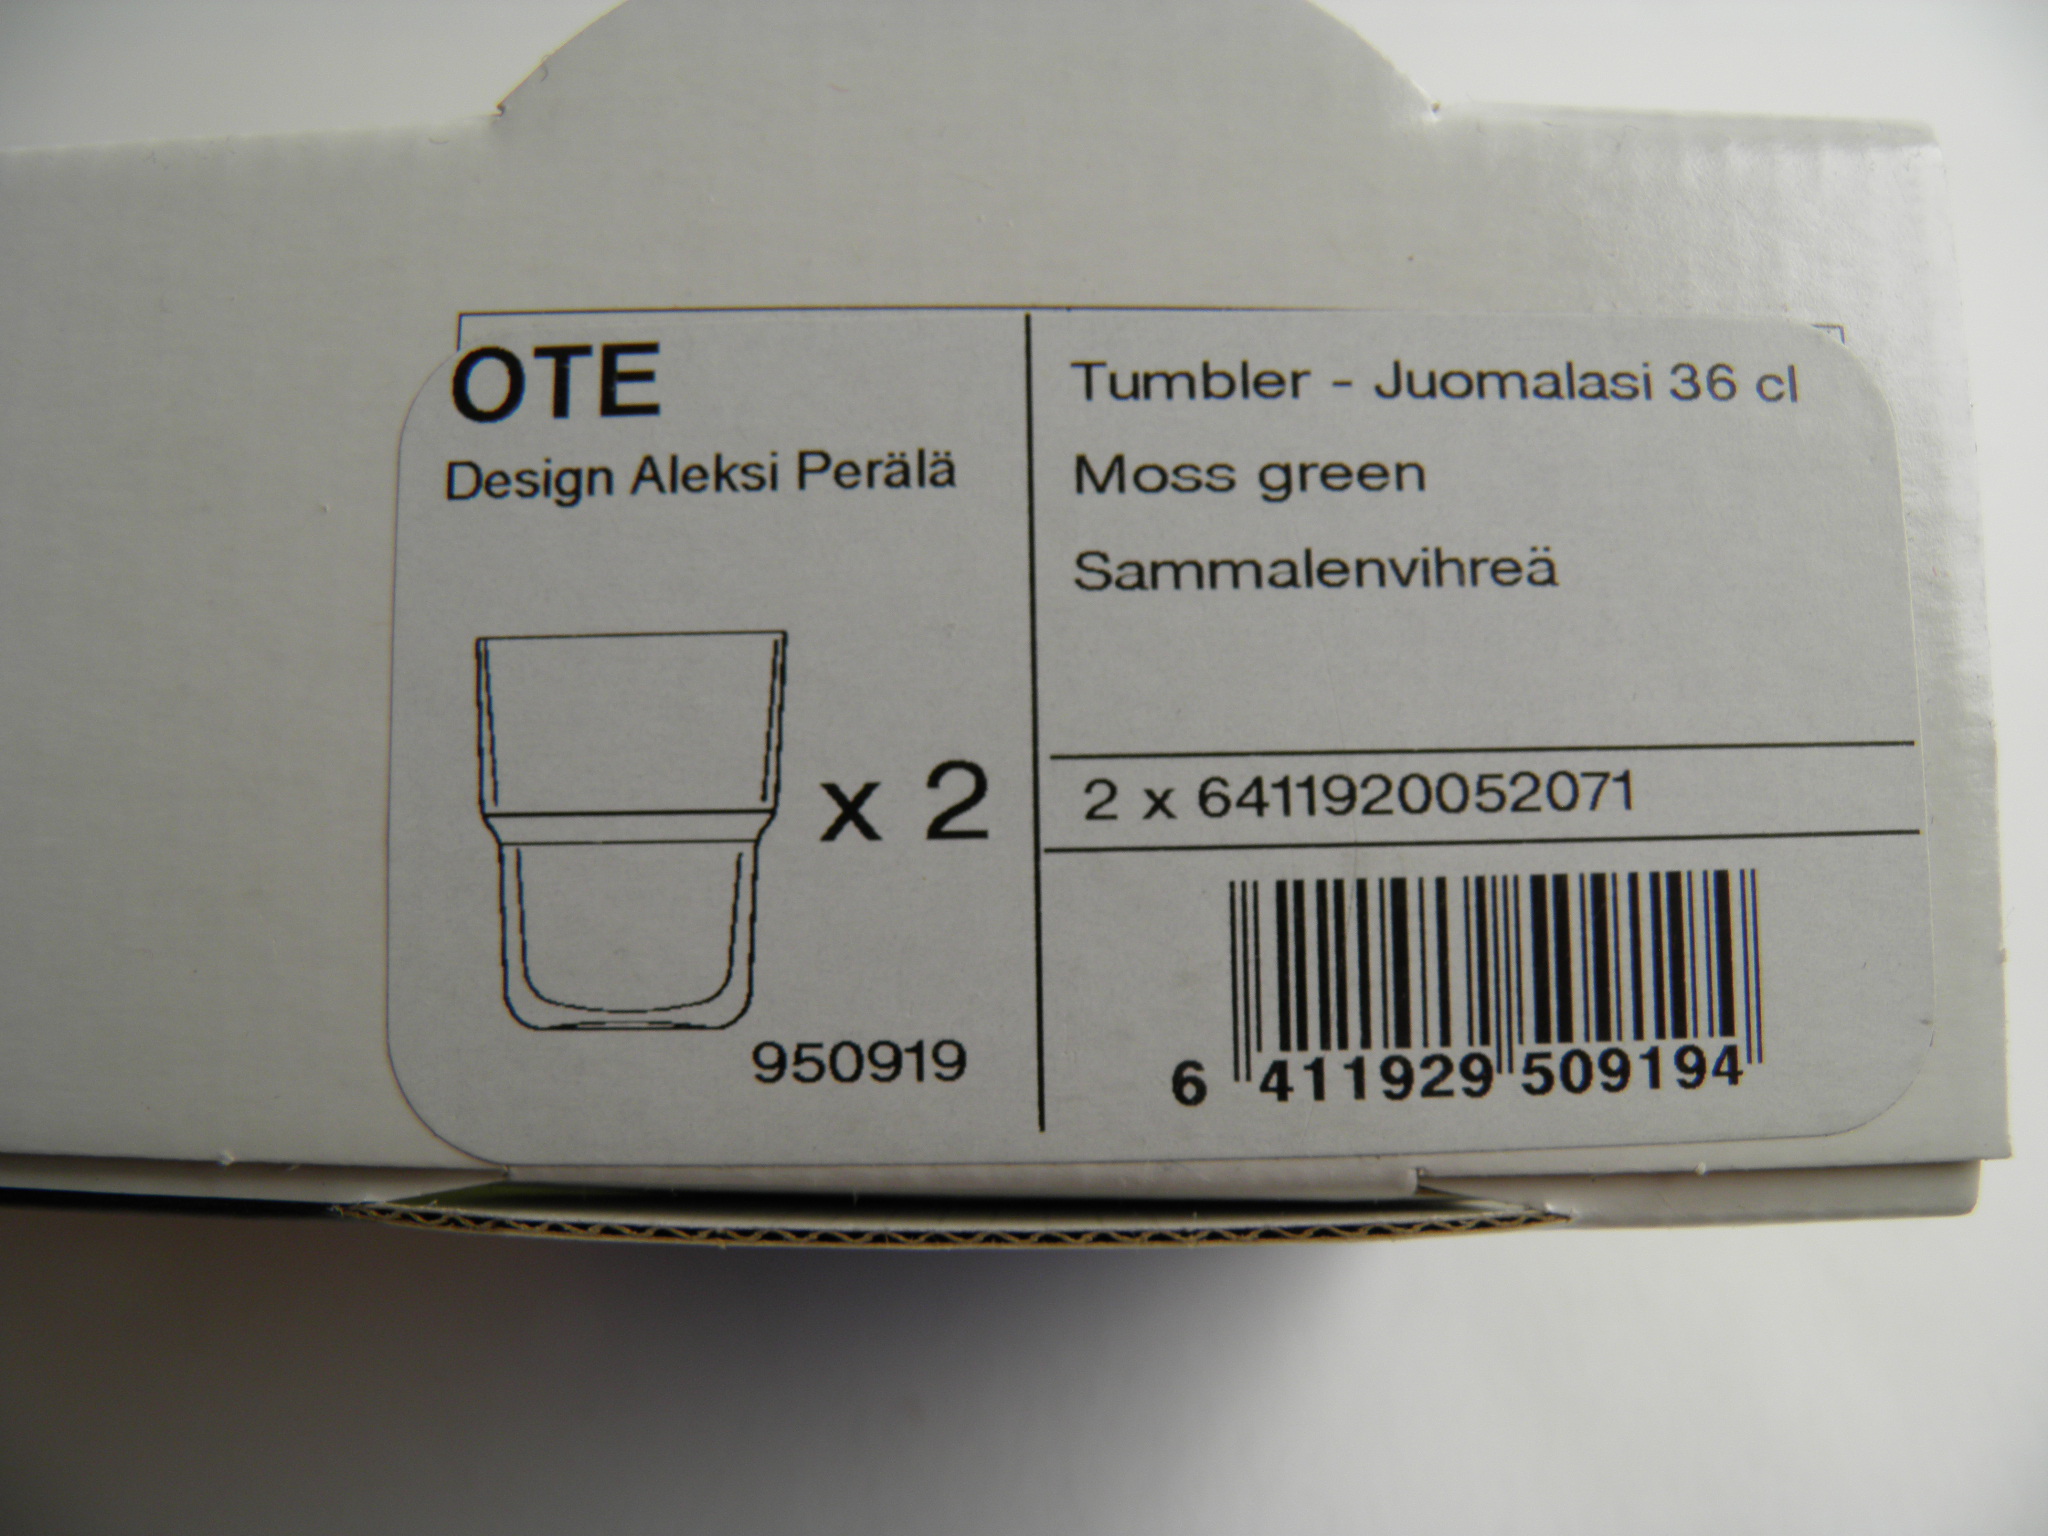 OTE
Design Aleksi Perälä
x 2
950919
Tumbler - Juomalasi 36 cl
Moss green
Sammalenvihreä
2 x 6411920052071
6 411929 509194